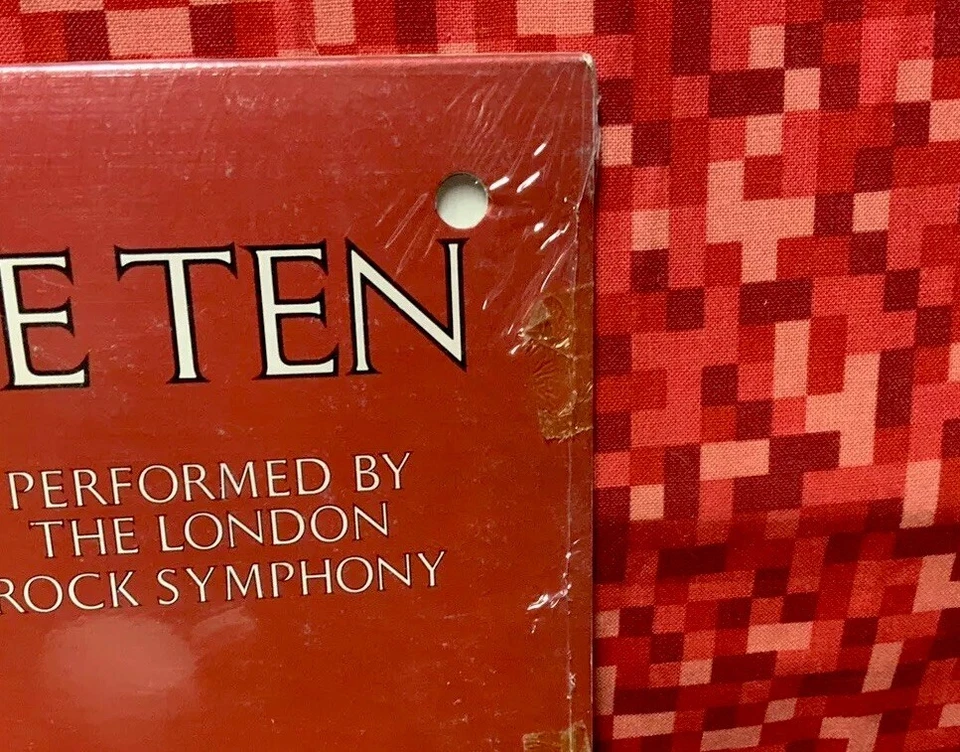 E TEN
PERFORMED BY
THE LONDON
ROCK SYMPHONY